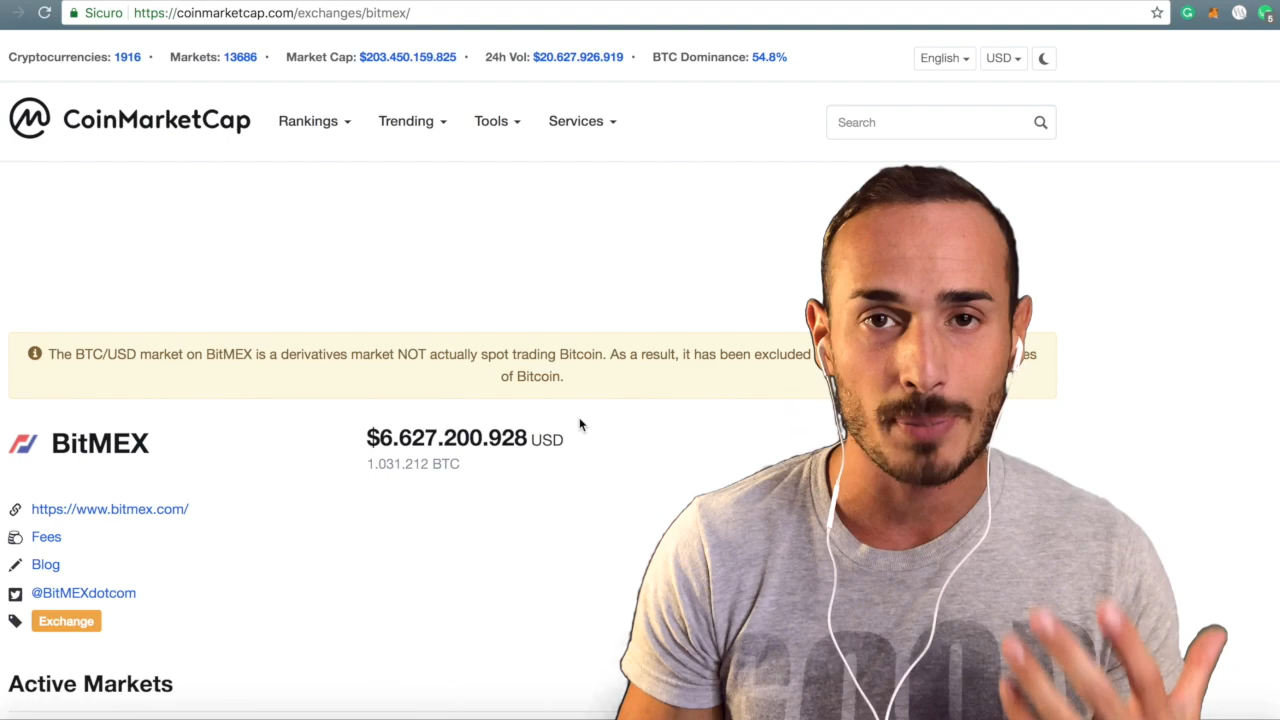 Sicuro https://coinmarketcap.com/exchanges/bitmex/
5
Cryptocurrencies: 1916 • Markets: 13686 • Market Cap: $203.450.159.825 • 24h Vol: $20.627.926.919 • BTC Dominance: 54.8% English USD
CoinMarketCap Rankings Trending Tools Services Search
The BTC/USD market on BitMEX is a derivatives market NOT actually spot trading Bitcoin. As a result, it has been excluded
of Bitcoin.
BitMEX $6.627.200.928 USD
1.031.212 BTC
https://www.bitmex.com/
Fees
Blog
@BitMEXdotcom
Exchange
Active Markets